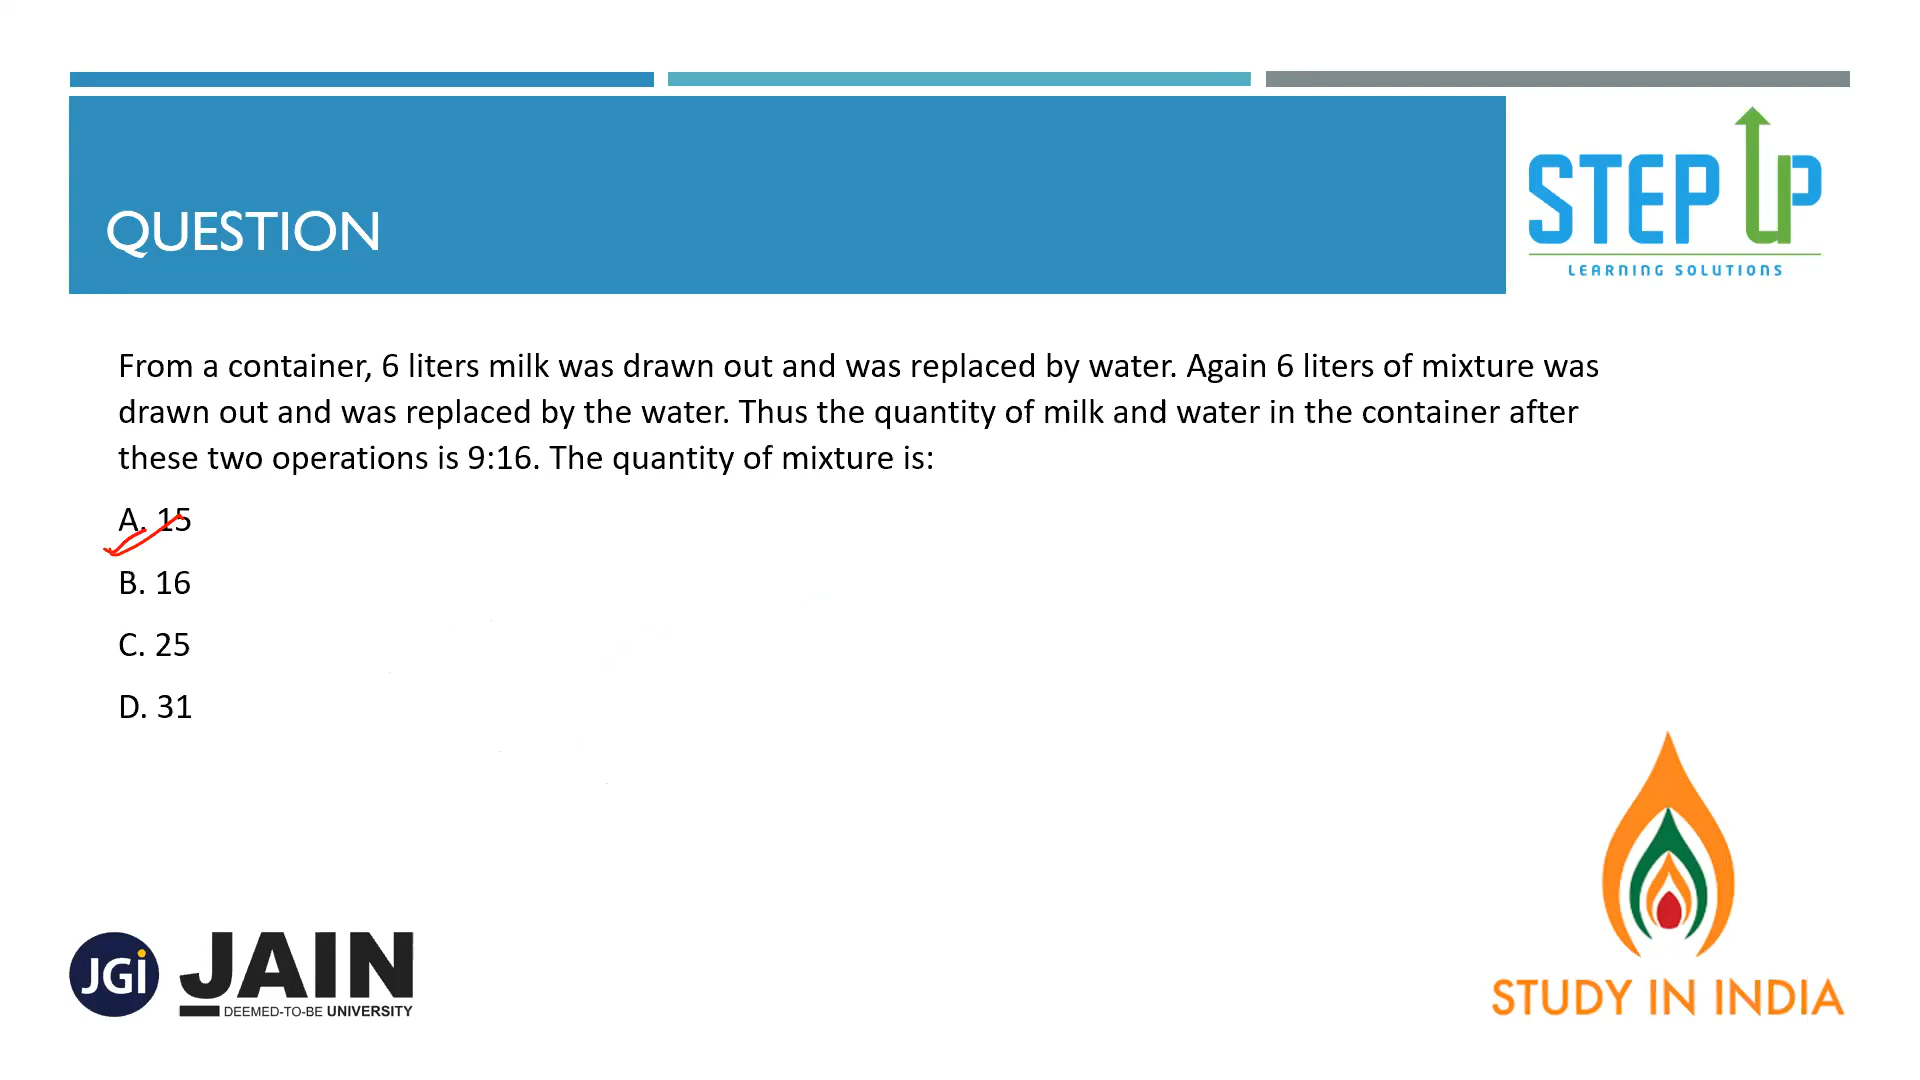 STEP UP
LEARNING SOLUTIONS
QUESTION
From a container, 6 liters milk was drawn out and was replaced by water. Again 6 liters of mixture was
drawn out and was replaced by the water. Thus the quantity of milk and water in the container after
these two operations is 9:16. The quantity of mixture is:
A. 15
B. 16
C. 25
D. 31
JGi JAIN
DEEMED-TO-BE UNIVERSITY
STUDY IN INDIA